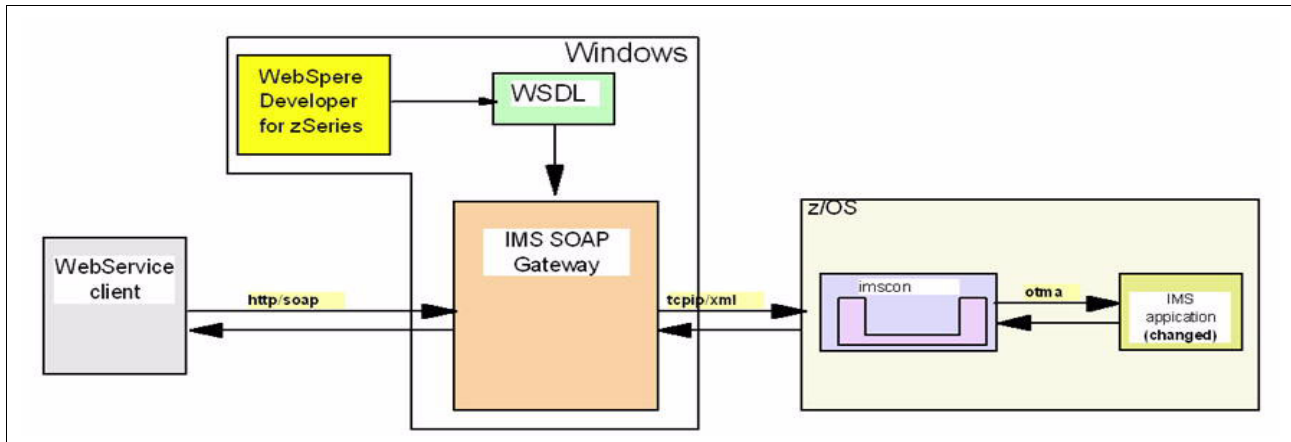 Windows
WebSpere
Developer
for zSeries
WSDL
IMS SOAP
Gateway
WebService
client
http/soap
tcpip/xml
z/OS
imscon
otma
IMS
appication
(changed)